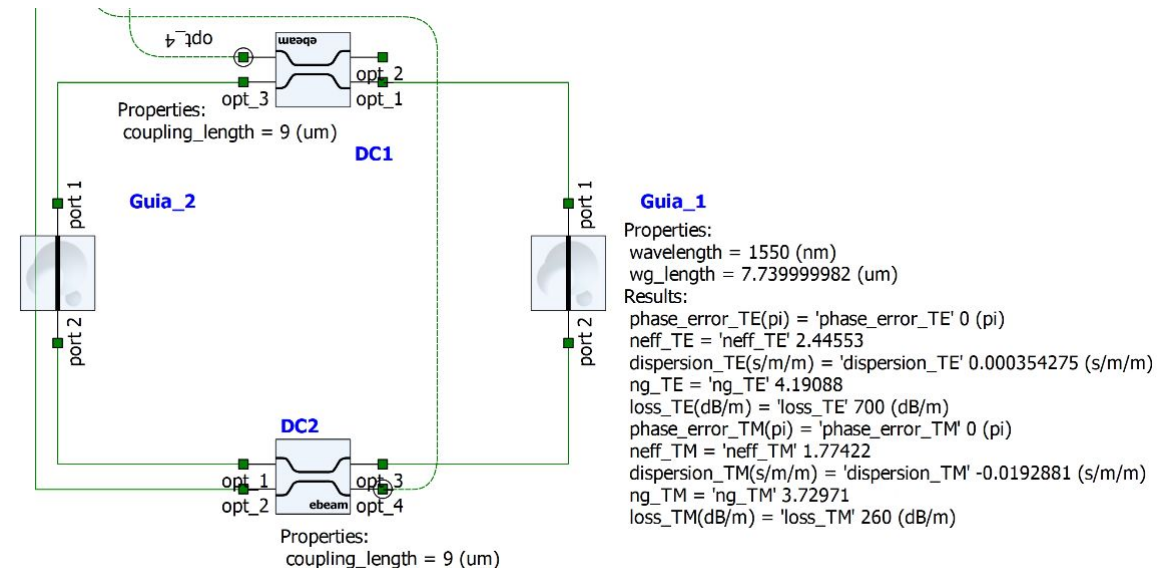 opt_4
ebeam
opt_2
opt_3
opt_1
Properties:
coupling_length = 9 (um)
DC1
port 1
Guia_2
port 2
port 1
Guia_1
port 2
Properties:
wavelength = 1550 (nm)
wg_length = 7.739999982 (um)
Results:
phase_error_TE(pi) = 'phase_error_TE' 0 (pi)
neff_TE = 'neff_TE' 2.44553
dispersion_TE(s/m/m) = 'dispersion_TE' 0.000354275 (s/m/m)
ng_TE = 'ng_TE' 4.19088
loss_TE(dB/m) = 'loss_TE' 700 (dB/m)
phase_error_TM(pi) = 'phase_error_TM' 0 (pi)
neff_TM = 'neff_TM' 1.77422
dispersion_TM(s/m/m) = 'dispersion_TM' -0.0192881 (s/m/m)
ng_TM = 'ng_TM' 3.72971
loss_TM(dB/m) = 'loss_TM' 260 (dB/m)
DC2
opt_1
opt_3
opt_2
ebeam
opt_4
Properties:
coupling_length = 9 (um)